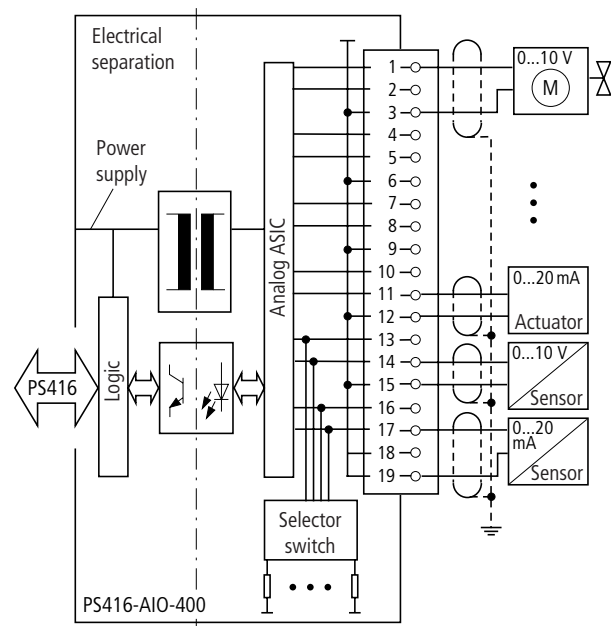 Electrical
separation
Power
supply
PS416
Logic
Analog ASIC
1
2
3
4
5
6
7
8
9
10
11
12
13
14
15
16
17
18
19
0...10 V
M
0...20 mA
Actuator
0...10 V
Sensor
0...20
mA
Sensor
Selector
switch
PS416-AIO-400